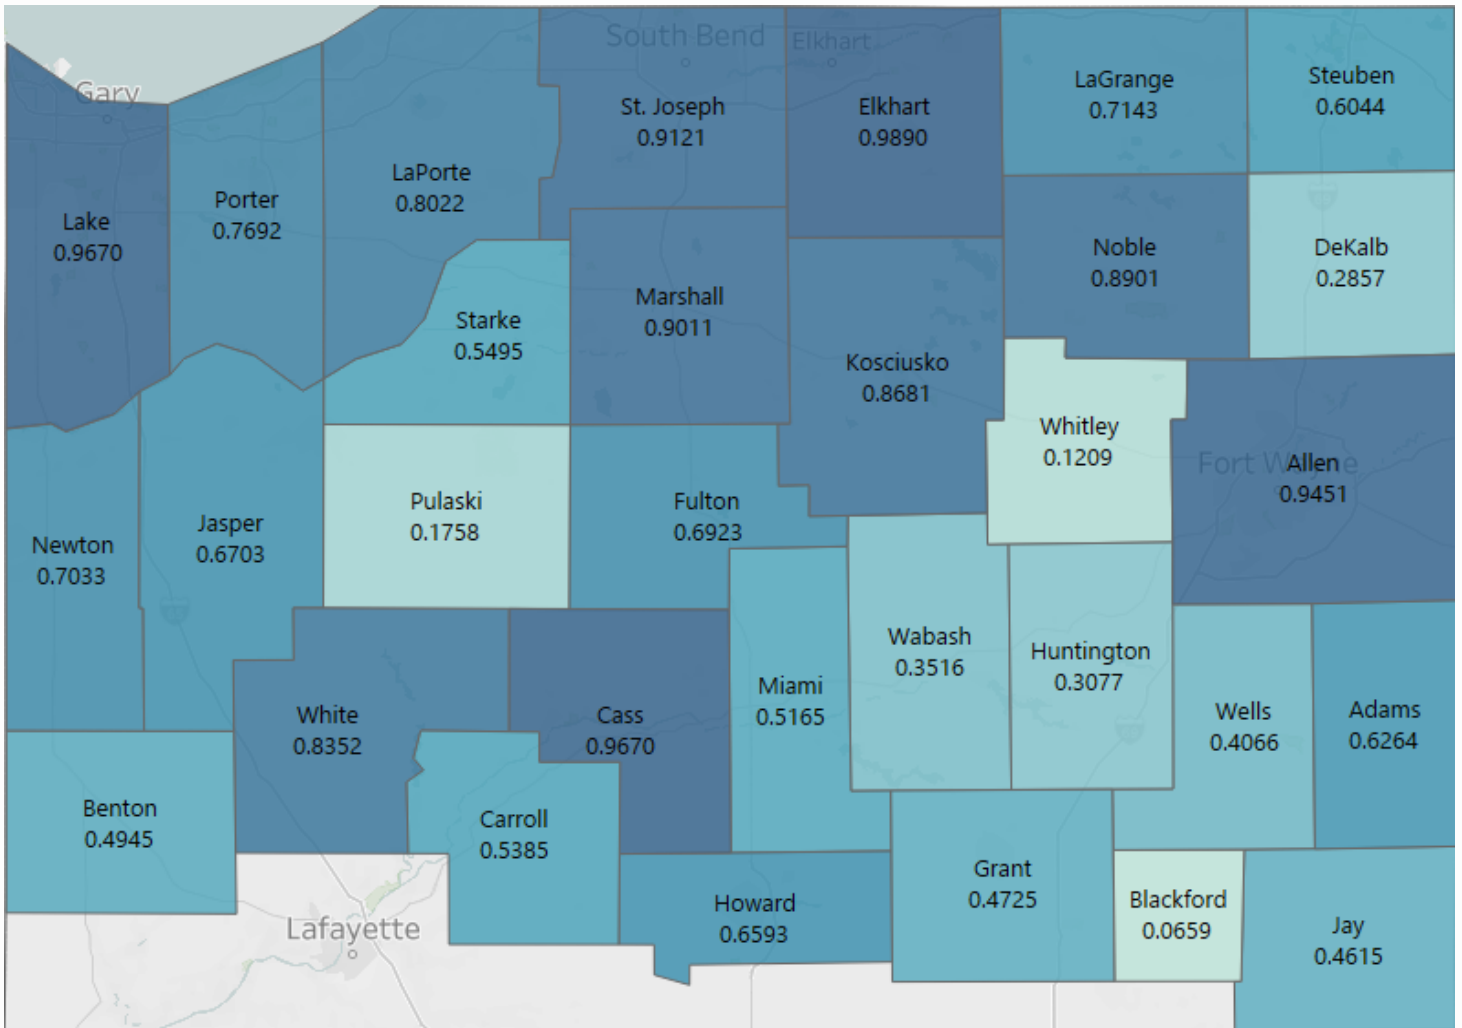 South Bend
Elkhart
Gary
LaGrange
0.7143
Steuben
0.6044
St. Joseph
0.9121
Elkhart
0.9890
LaPorte
0.8022
Porter
0.7692
Lake
0.9670
Noble
0.8901
DeKalb
0.2857
Marshall
0.9011
Starke
0.5495
Kosciusko
0.8681
Whitley
0.1209
Fort Wayne
Allen
0.9451
Pulaski
0.1758
Fulton
0.6923
Jasper
0.6703
Newton
0.7033
Wabash
0.3516
Huntington
0.3077
Miami
0.5165
White
0.8352
Cass
0.9670
Wells
0.4066
Adams
0.6264
Benton
0.4945
Carroll
0.5385
Grant
0.4725
Howard
0.6593
Blackford
0.0659
Jay
0.4615
Lafayette